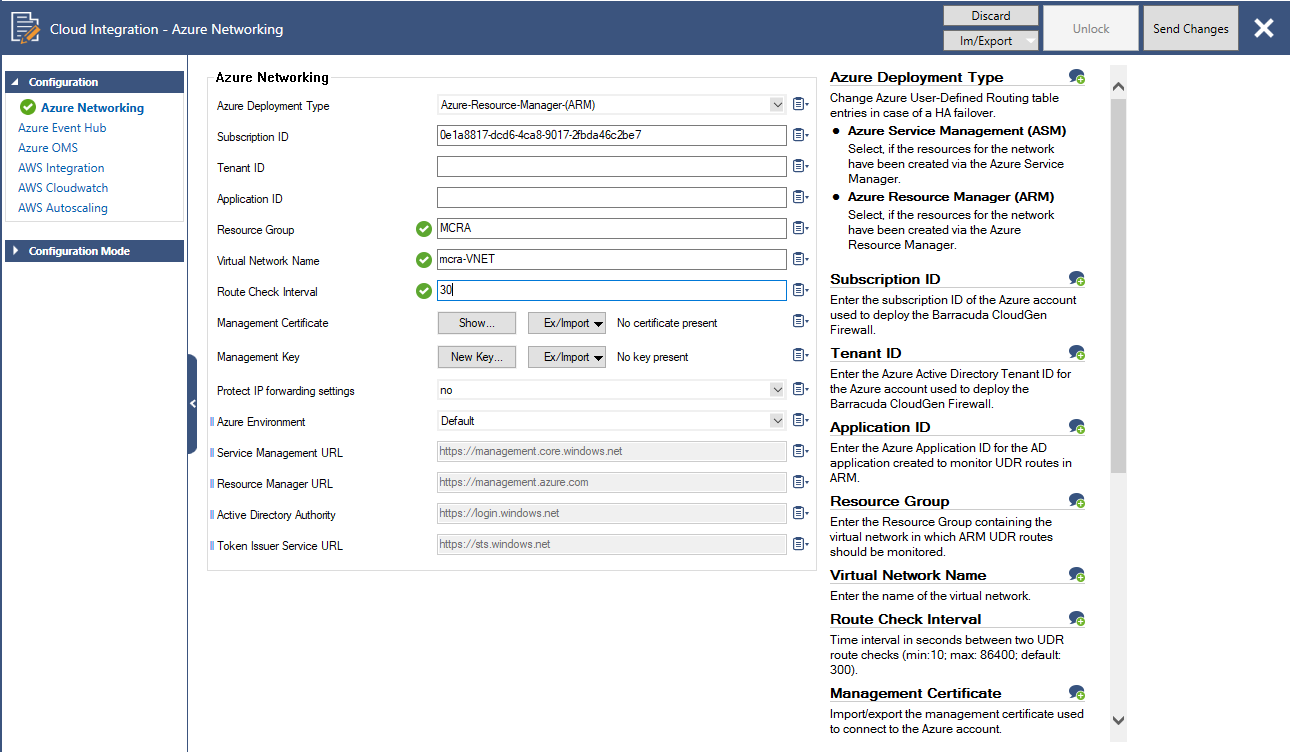 Cloud Integration - Azure Networking
Discard
Im/Export
Unlock
Send Changes
Configuration
Azure Networking
Azure Event Hub
Azure OMS
AWS Integration
AWS Cloudwatch
AWS Autoscaling
Configuration Mode
Azure Networking
Azure Deployment Type
Azure-Resource-Manager-(ARM)
Subscription ID
0e1a8817-dcd6-4ca8-9017-2fbda46c2be7
Tenant ID
Application ID
Resource Group
MCRA
Virtual Network Name
mcra-VNET
Route Check Interval
30
Management Certificate
Show...
Ex/Import
No certificate present
Management Key
New Key...
Ex/Import
No key present
Protect IP forwarding settings
no
Azure Environment
Default
Service Management URL
https://management.core.windows.net
Resource Manager URL
https://management.azure.com
Active Directory Authority
https://login.windows.net
Token Issuer Service URL
https://sts.windows.net
Azure Deployment Type
Change Azure User-Defined Routing table
entries in case of a HA failover.
● Azure Service Management (ASM)
Select, if the resources for the network
have been created via the Azure Service
Manager.
● Azure Resource Manager (ARM)
Select, if the resources for the network
have been created via the Azure
Resource Manager.
Subscription ID
Enter the subscription ID of the Azure account
used to deploy the Barracuda CloudGen
Firewall.
Tenant ID
Enter the Azure Active Directory Tenant ID for
the Azure account used to deploy the
Barracuda CloudGen Firewall.
Application ID
Enter the Azure Application ID for the AD
application created to monitor UDR routes in
ARM.
Resource Group
Enter the Resource Group containing the
virtual network in which ARM UDR routes
should be monitored.
Virtual Network Name
Enter the name of the virtual network.
Route Check Interval
Time interval in seconds between two UDR
route checks (min:10; max: 86400; default:
300).
Management Certificate
Import/export the management certificate used
to connect to the Azure account.